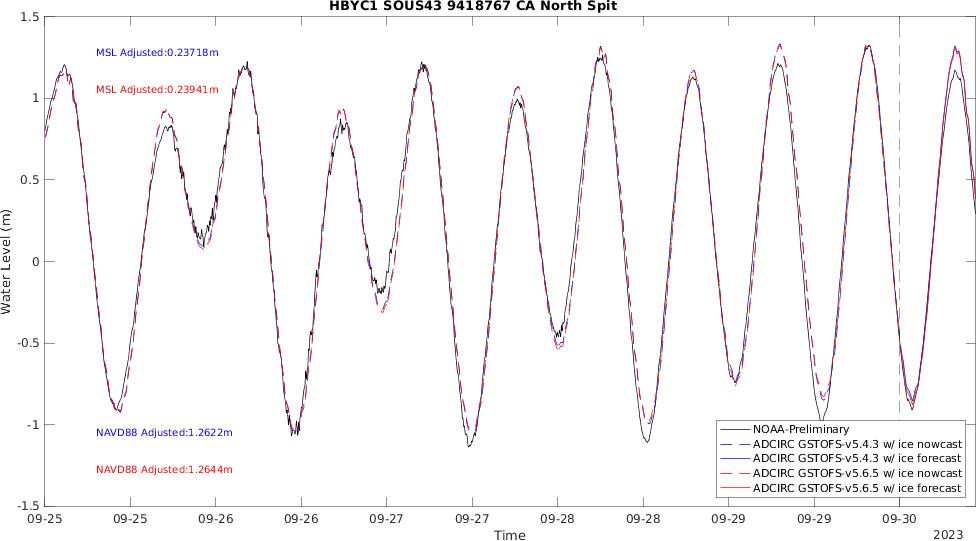 HBYC1 SOUS43 9418767 CA North Spit
1.5
MSL Adjusted:0.23718m
MSL Adjusted:0.23941m
1
0.5
Water Level (m)
0
-0.5
-1
NAVD88 Adjusted:1.2622m
NAVD88 Adjusted:1.2644m
NOAA-Preliminary
ADCIRC GSTOFS-v5.4.3 w/ ice nowcast
ADCIRC GSTOFS-v5.4.3 w/ ice forecast
ADCIRC GSTOFS-v5.6.5 w/ ice nowcast
ADCIRC GSTOFS-v5.6.5 w/ ice forecast
-1.5
09-25 09-25 09-26 09-26 09-27 09-27 09-28 09-28 09-29 09-29 09-30
Time
2023